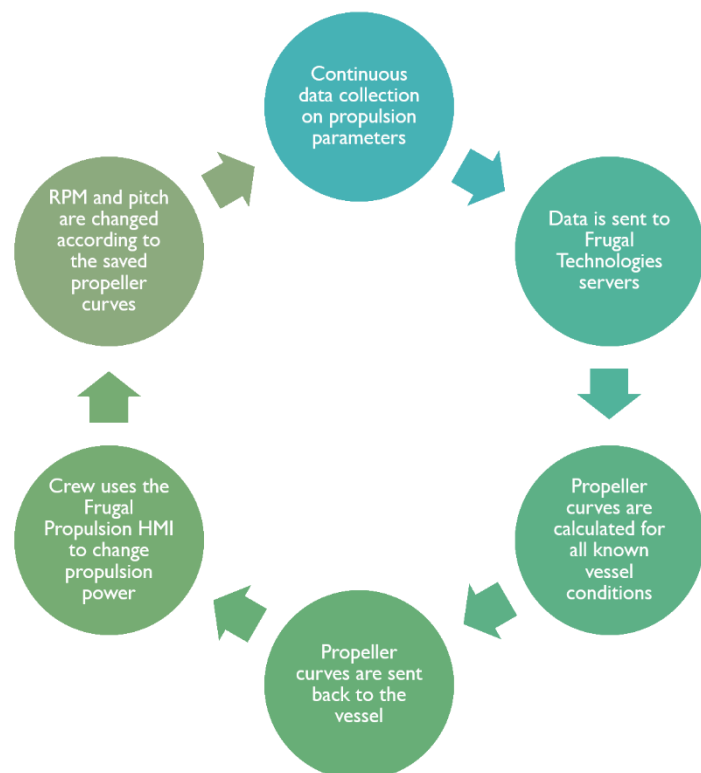 Continuous
data collection
on propulsion
parameters
Data is sent to
Frugal
Technologies
servers
Propeller
curves are
calculated for
all known
vessel
conditions
Propeller
curves are sent
back to the
vessel
Crew uses the
Frugal
Propulsion HMI
to change
propulsion
power
RPM and pitch
are changed
according to
the saved
propeller
curves